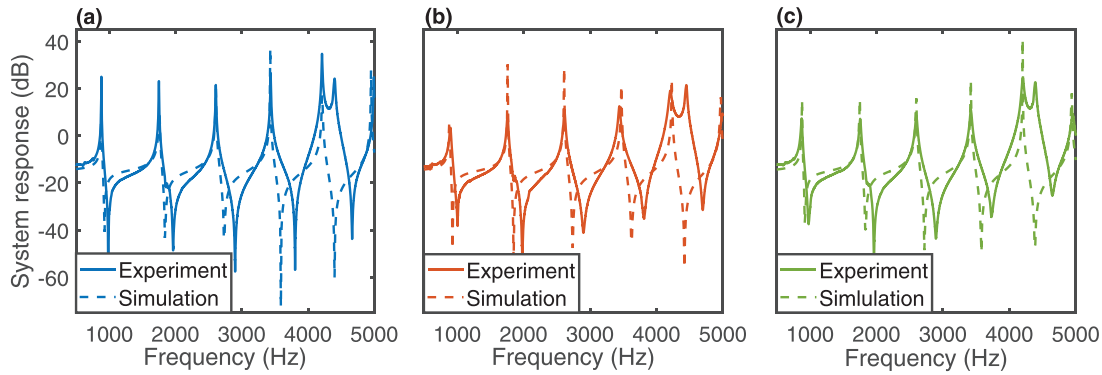 (a)
(b)
(c)
System response (dB)
40
20
0
-20
-40
-60
Experiment
Simulation
Experiment
Simulation
Experiment
Simlulation
1000 2000 3000 4000 5000
1000 2000 3000 4000 5000
1000 2000 3000 4000 5000
Frequency (Hz)
Frequency (Hz)
Frequency (Hz)